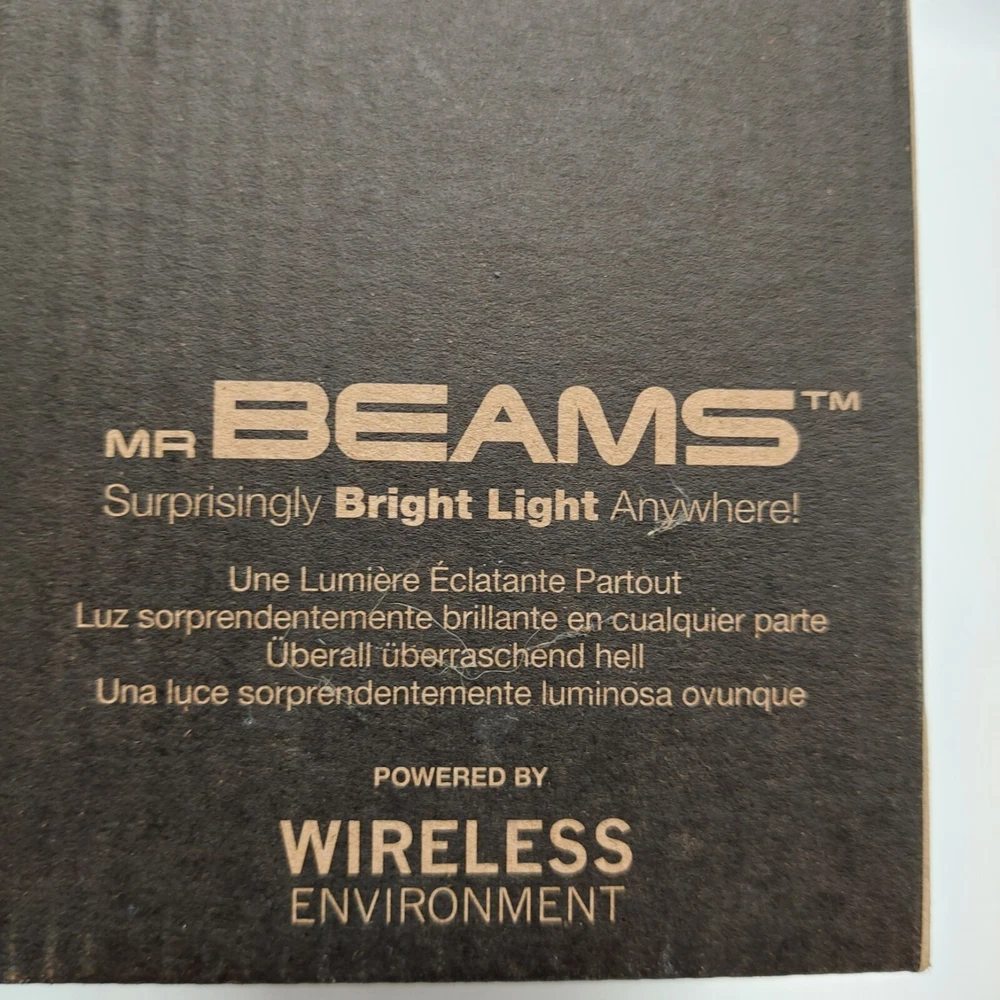 MR BEAMS™
Surprisingly Bright Light Anywhere!
Une Lumière Éclatante Partout
Luz sorprendentemente brillante en cualquier parte
Überall überraschend hell
Una luce sorprendentemente luminosa ovunque
POWERED BY
WIRELESS
ENVIRONMENT